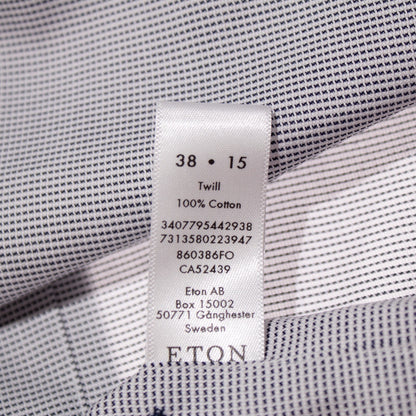 38 • 15
Twill
100% Cotton
3407795442938
7313580223947
860386FO
CA52439
Eton AB
Box 15002
50771 Gånghester
Sweden
ETON